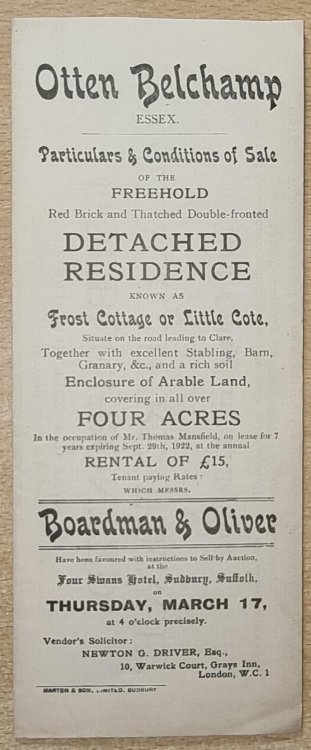 Otten Belchamp
ESSEX.
Particulars & Conditions of Sale
OF THE
FREEHOLD
Red Brick and Thatched Double-fronted
DETACHED
RESIDENCE
KNOWN AS
Frost Cottage or Little Cote,
Situate on the road leading to Clare,
Together with excellent Stabling, Barn,
Granary, &c., and a rich soil
Enclosure of Arable Land,
covering in all over
FOUR ACRES
In the occupation of Mr. Thomas Mansfield, on lease for 7
years expiring Sept. 29th, 1922, at the annual
RENTAL OF £15,
Tenant paying Rates:
WHICH MESSRS.
Boardman & Oliver
Have been favoured with instructions to Sell by Auction,
at the
Four Swans Hotel, Sudbury, Suffolk,
on
THURSDAY, MARCH 17,
at 4 o'clock precisely.
Vendor's Solicitor:
NEWTON G. DRIVER, Esq.,
10, Warwick Court, Grays Inn,
London, W.C. 1
MARTEN & SON, LIMITED, SUDBURY